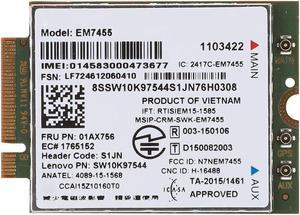 Model: EM7455
1103422
IMEI:014583000473677
IC: 2417C-EM7455
FSN: LF724612060410
8SSW10K97544S1JN76H0308
PRODUCT OF VIETNAM
IFT: RTISIEM15-1585
MSIP-CRM-SWK-EM7455
FRU 01AX756
EC# 1765152
Header Code: S1JN
Lenovo PN: SW10K97544
ANATEL: 4089-15-1568
CCAI15Z10160T0
R 003-150106
T D150082003
FCC ID: N7NEM7455
CNC ID: H-16488
TA-2015/1461
ICASA APPROVED
MAIN
AUX